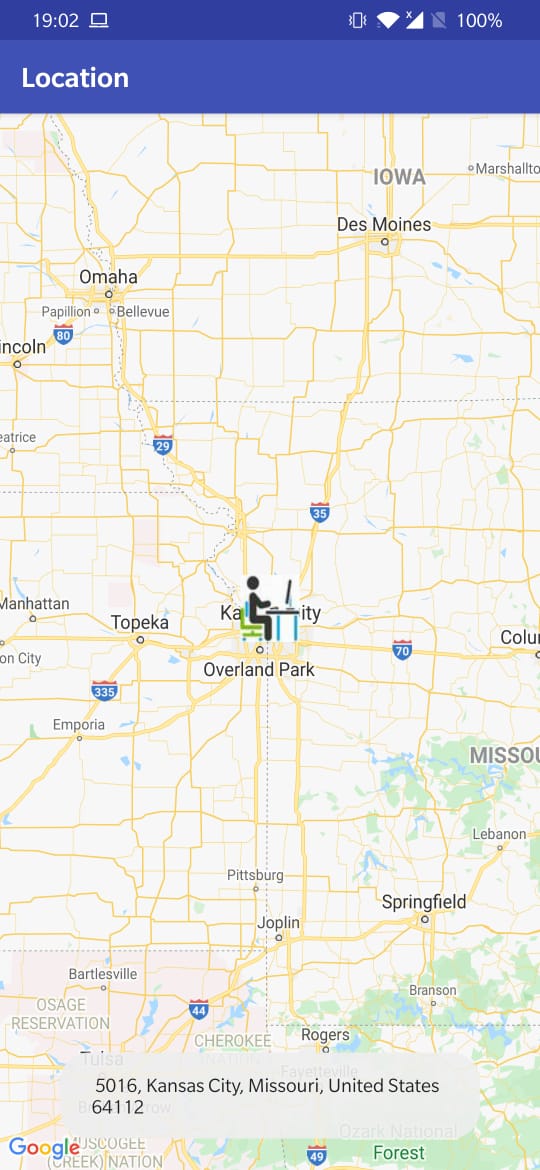 19:02
100%
Location
IOWA
Marshallto
Des Moines
Omaha
Papillion
Bellevue
80
incoln
eatrice
29
35
Manhattan
Ka ity
Topeka
on City
Overland Park
70
Colu
335
Emporia
MISSOU
Lebanon
Pittsburg
Springfield
Joplin
Bartlesville
Branson
OSAGE
RESERVATION
44
CHEROKEE
NATION
Rogers
Tulsa
Fayetteville
5016, Kansas City, Missouri, United States
64112
Ozark National
Forest
Google
MUSCOGEE
(CREEK) NATION
49